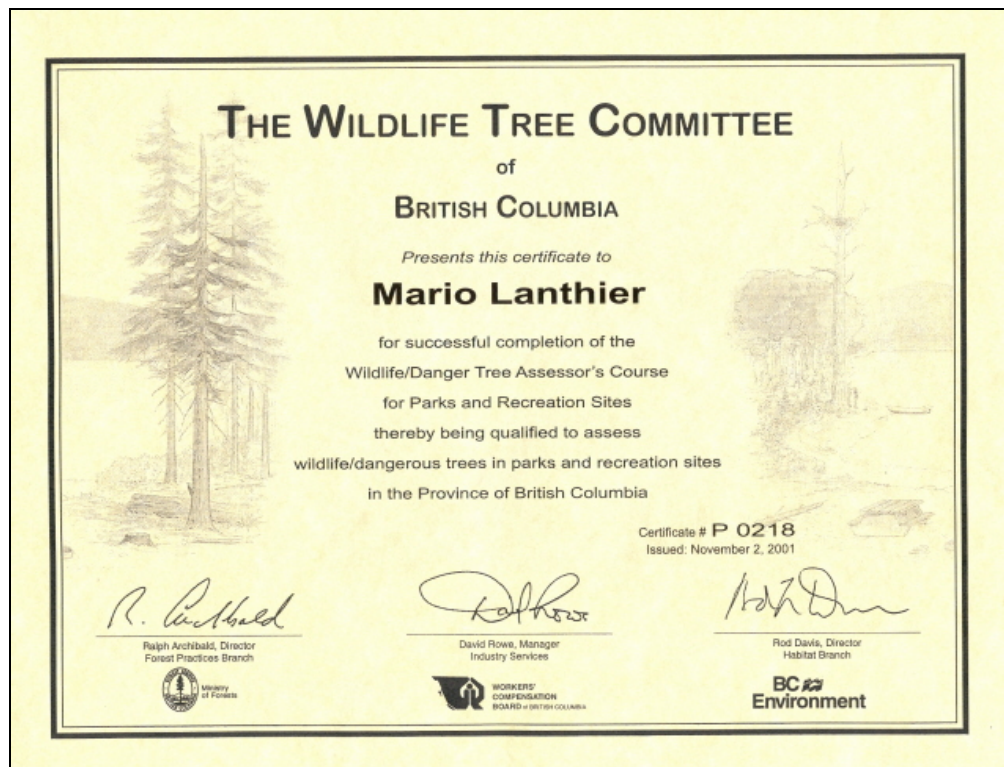 THE WILDLIFE TREE COMMITTEE
of
BRITISH COLUMBIA
Presents this certificate to
Mario Lanthier
for successful completion of the
Wildlife/Danger Tree Assessor's Course
for Parks and Recreation Sites
thereby being qualified to assess
wildlife/dangerous trees in parks and recreation sites
in the Province of British Columbia
Certificate # P 0218
Issued: November 2, 2001
R. Archibald
Ralph Archibald, Director
Forest Practices Branch
Ministry
of Forests
David Rowe, Manager
Industry Services
WORKERS'
COMPENSATION
BOARD of BRITISH COLUMBIA
Rod Davis, Director
Habitat Branch
BC
Environment